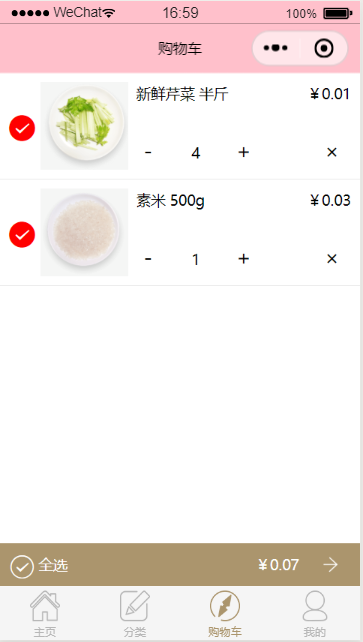 WeChat 16:59 100%
购物车
新鲜芹菜 半斤 ￥0.01
- 4 + ×
素米 500g ￥0.03
- 1 + ×
全选 ￥0.07
主页 分类 购物车 我的